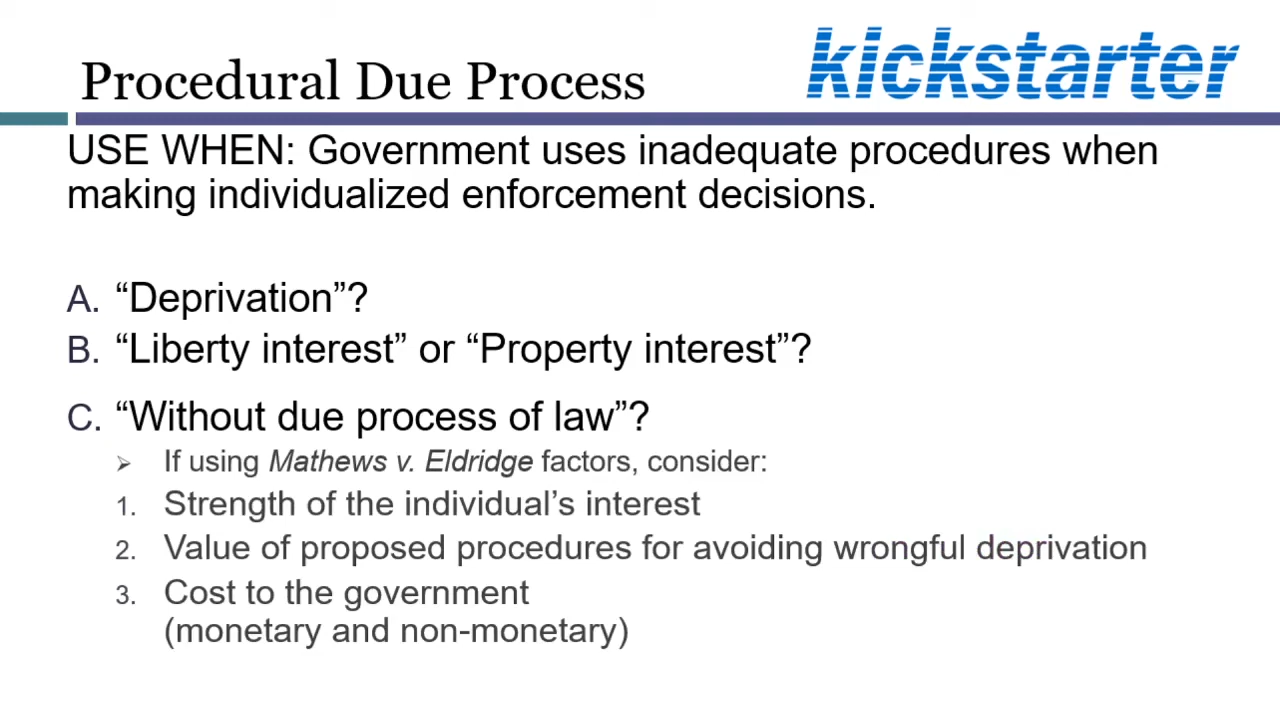 kickstarter
Procedural Due Process
USE WHEN: Government uses inadequate procedures when
making individualized enforcement decisions.
A. “Deprivation”?
B. “Liberty interest” or “Property interest”?
C. “Without due process of law”?
➢ If using Mathews v. Eldridge factors, consider:
1. Strength of the individual’s interest
2. Value of proposed procedures for avoiding wrongful deprivation
3. Cost to the government
(monetary and non-monetary)